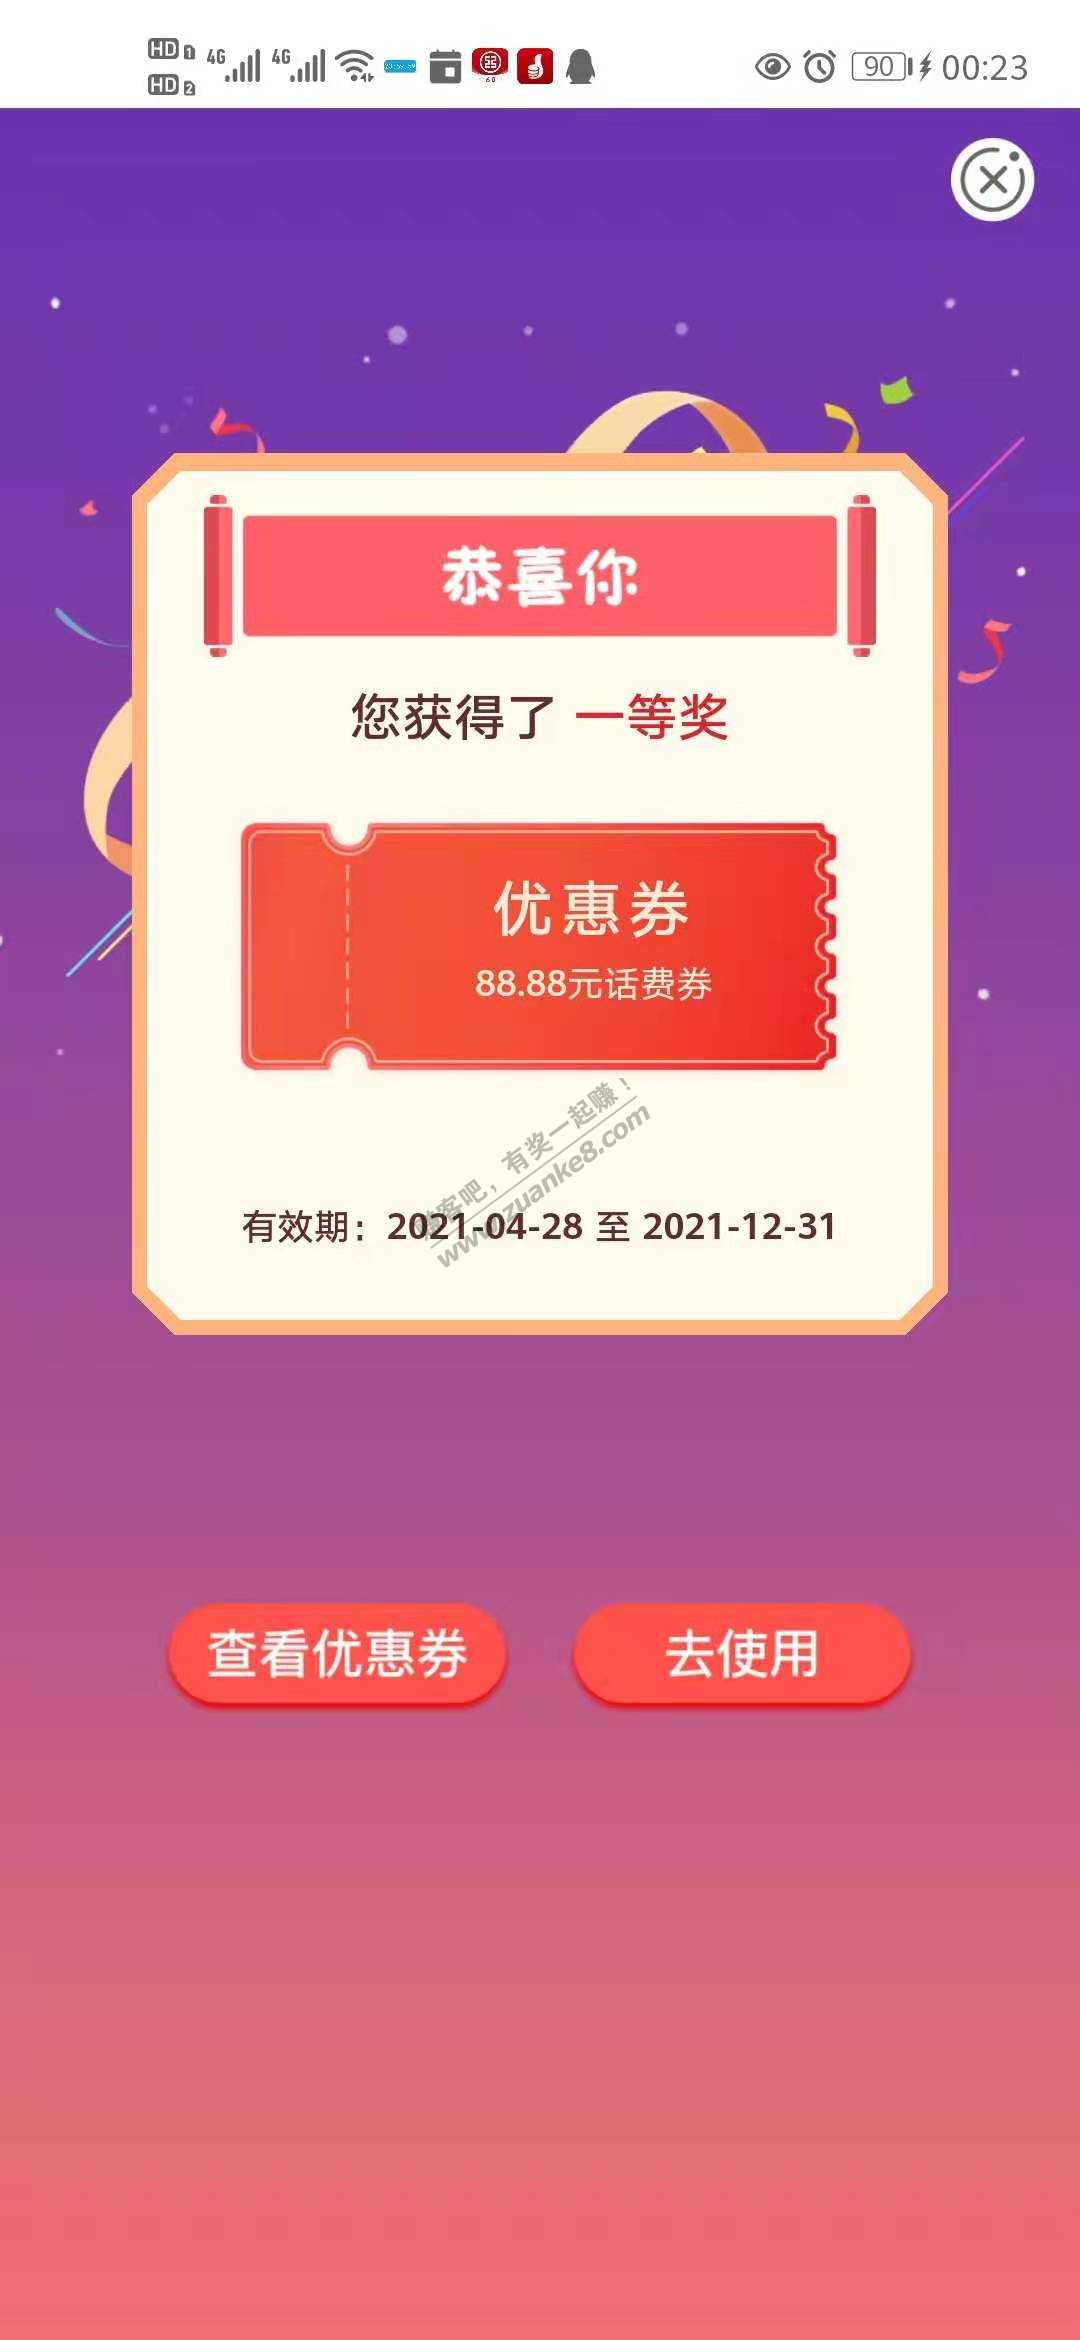 HD 1 4G 4G 90 00:23
HD 2
恭喜你
您获得了 一等奖
优惠券
88.88元话费券
赚客吧，有奖一起赚！
www.zuanke8.com
有效期：2021-04-28 至 2021-12-31
查看优惠券 去使用